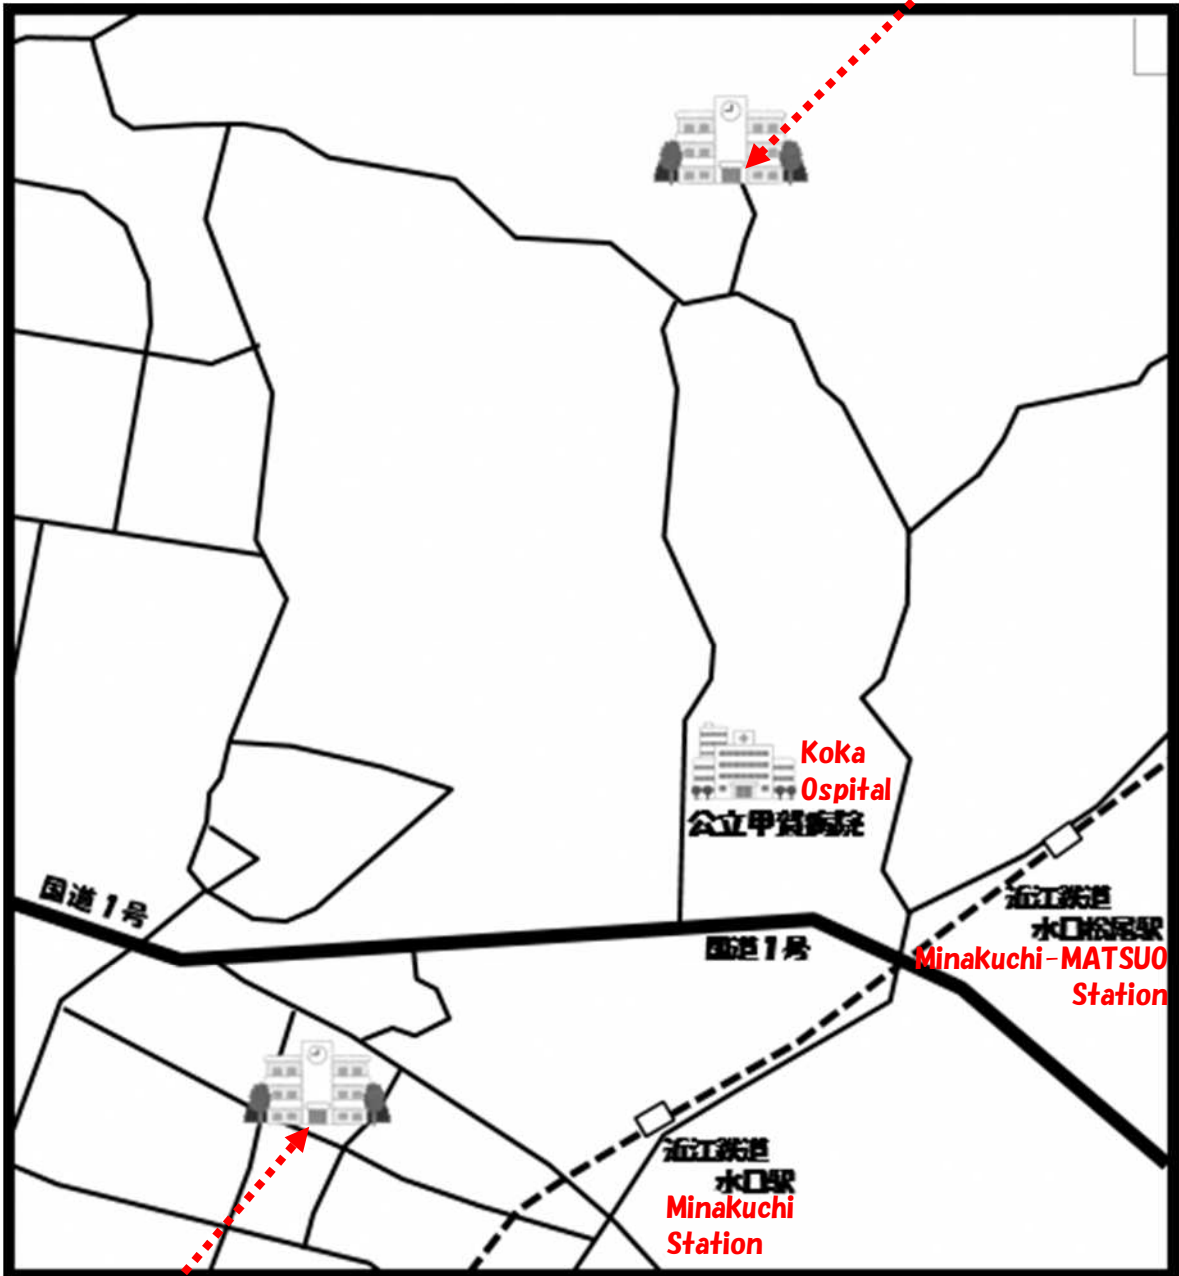 Koka
Ospital
公立甲賀病院
国道1号
国道1号
近江鉄道
水口松尾駅
Minakuchi-MATSUO
Station
近江鉄道
水口駅
Minakuchi
Station